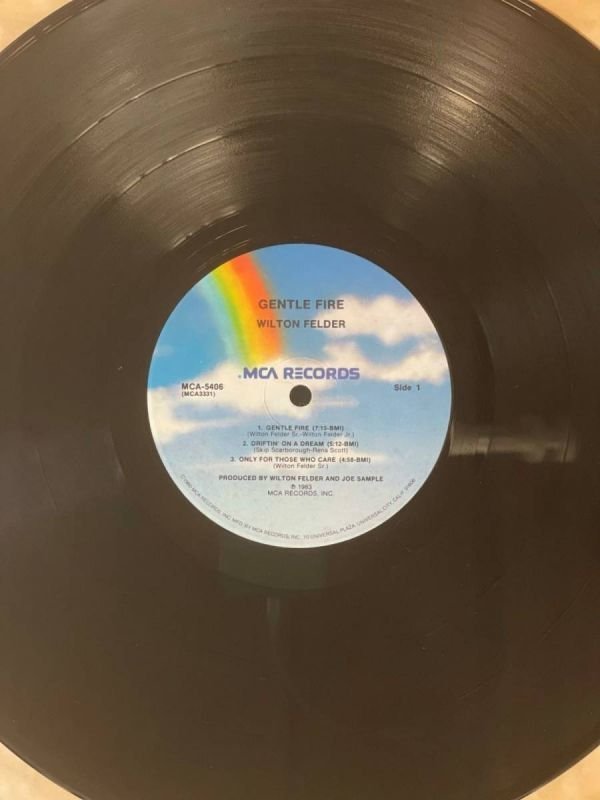 GENTLE FIRE
WILTON FELDER
MCA RECORDS
MCA-5406
(MCA3331)
Side 1
1. GENTLE FIRE (7:15-BMI)
(Wilton Felder Sr.-Wilton Felder Jr.)
2. DRIFTIN' ON A DREAM (5:12-BMI)
(Skip Scarborough-Rena Scott)
3. ONLY FOR THOSE WHO CARE (4:58-BMI)
(Wilton Felder Sr.)
PRODUCED BY WILTON FELDER AND JOE SAMPLE
℗ 1983
MCA RECORDS, INC.
©1980 MCA RECORDS, INC. MFG. BY MCA RECORDS, INC. 70 UNIVERSAL PLAZA, UNIVERSAL CITY, CALIF.